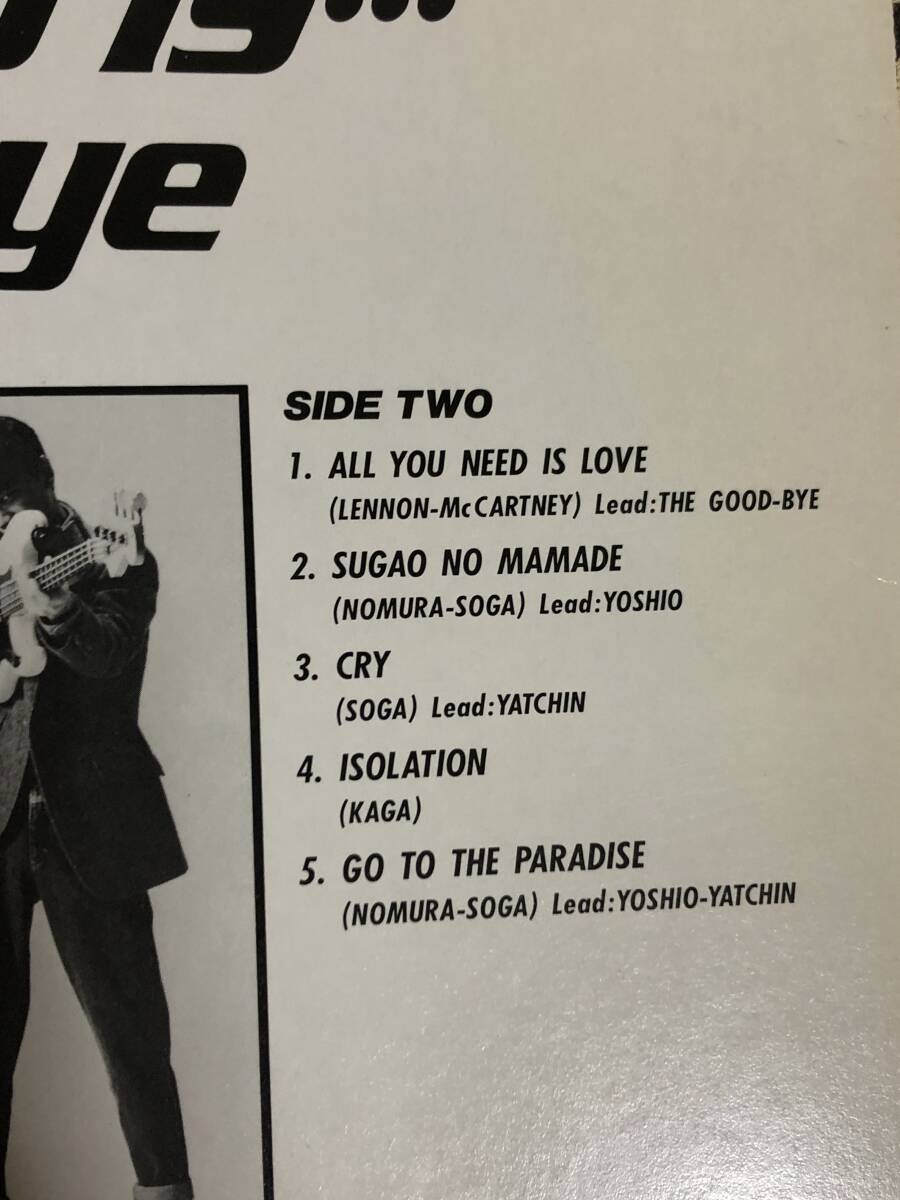 ye
SIDE TWO
1. ALL YOU NEED IS LOVE
(LENNON-McCARTNEY) Lead:THE GOOD-BYE
2. SUGAO NO MAMADE
(NOMURA-SOGA) Lead:YOSHIO
3. CRY
(SOGA) Lead:YATCHIN
4. ISOLATION
(KAGA)
5. GO TO THE PARADISE
(NOMURA-SOGA) Lead:YOSHIO-YATCHIN